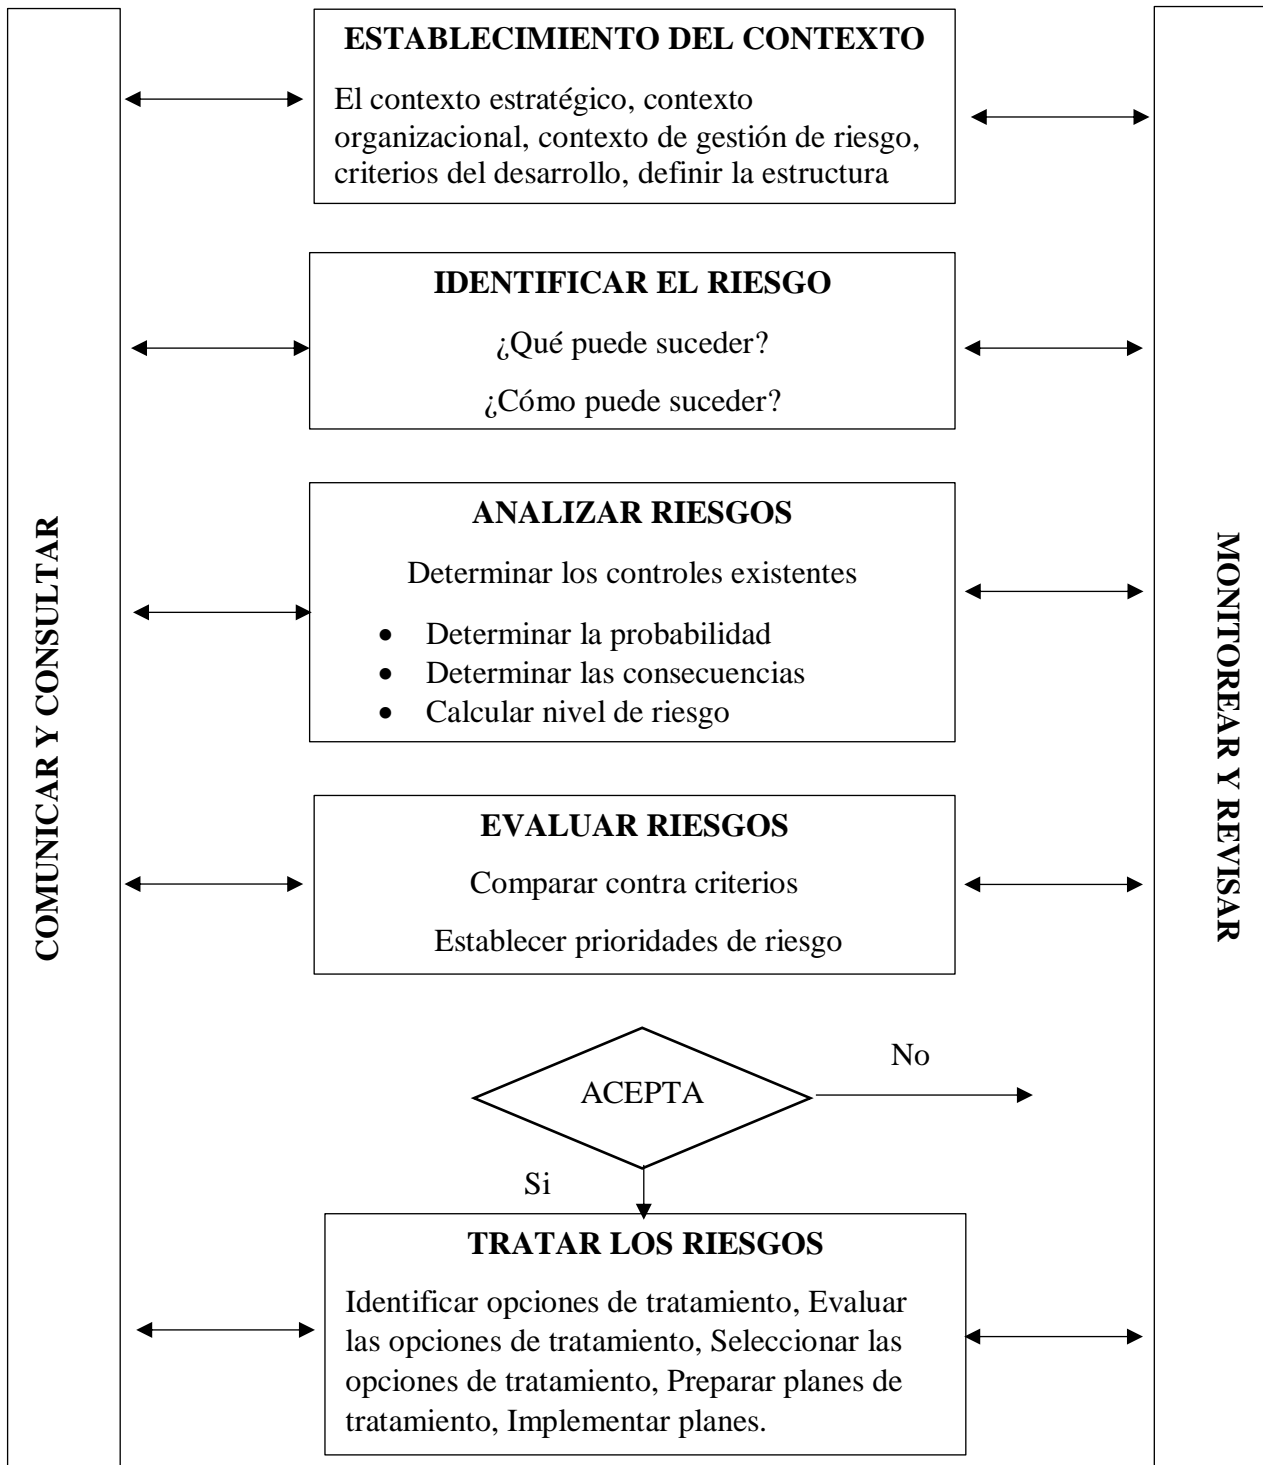 ESTABLECIMIENTO DEL CONTEXTO
El contexto estratégico, contexto
organizacional, contexto de gestión de riesgo,
criterios del desarrollo, definir la estructura
IDENTIFICAR EL RIESGO
¿Qué puede suceder?
¿Cómo puede suceder?
ANALIZAR RIESGOS
Determinar los controles existentes
• Determinar la probabilidad
• Determinar las consecuencias
• Calcular nivel de riesgo
COMUNICAR Y CONSULTAR
MONITOREAR Y REVISAR
EVALUAR RIESGOS
Comparar contra criterios
Establecer prioridades de riesgo
ACEPTA
No
Si
TRATAR LOS RIESGOS
Identificar opciones de tratamiento, Evaluar
las opciones de tratamiento, Seleccionar las
opciones de tratamiento, Preparar planes de
tratamiento, Implementar planes.